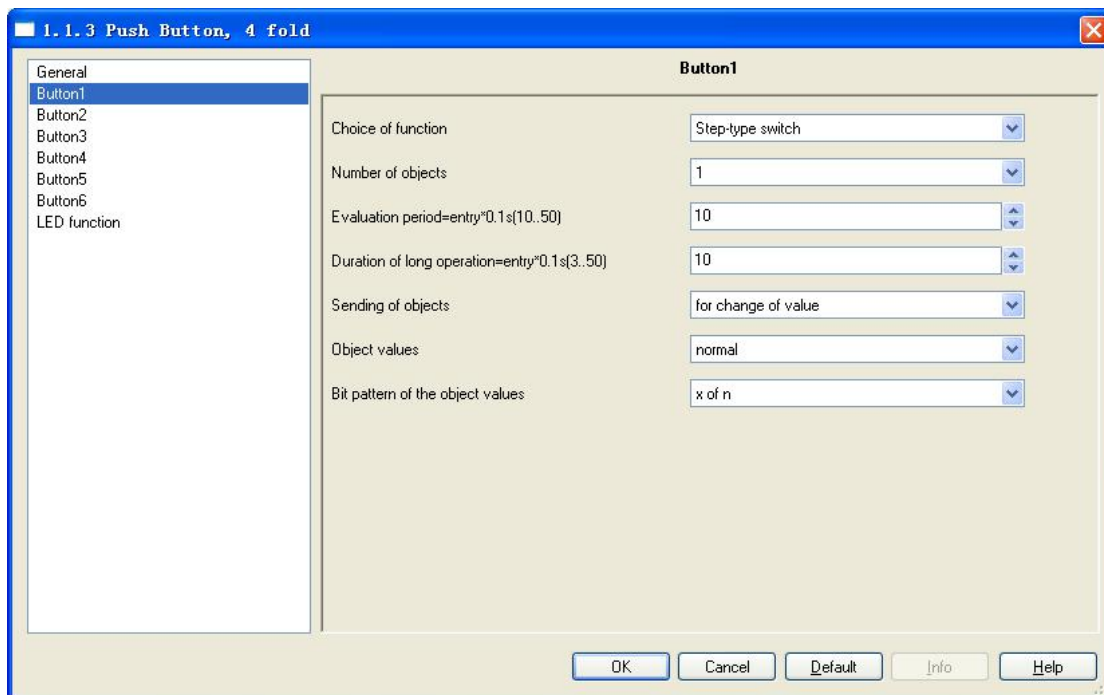 1.1.3 Push Button, 4 fold
General
Button1
Button2
Button3
Button4
Button5
Button6
LED function
Button1
Choice of function Step-type switch
Number of objects 1
Evaluation period=entry*0.1s(10..50) 10
Duration of long operation=entry*0.1s(3..50) 10
Sending of objects for change of value
Object values normal
Bit pattern of the object values x of n
OK Cancel Default Info Help